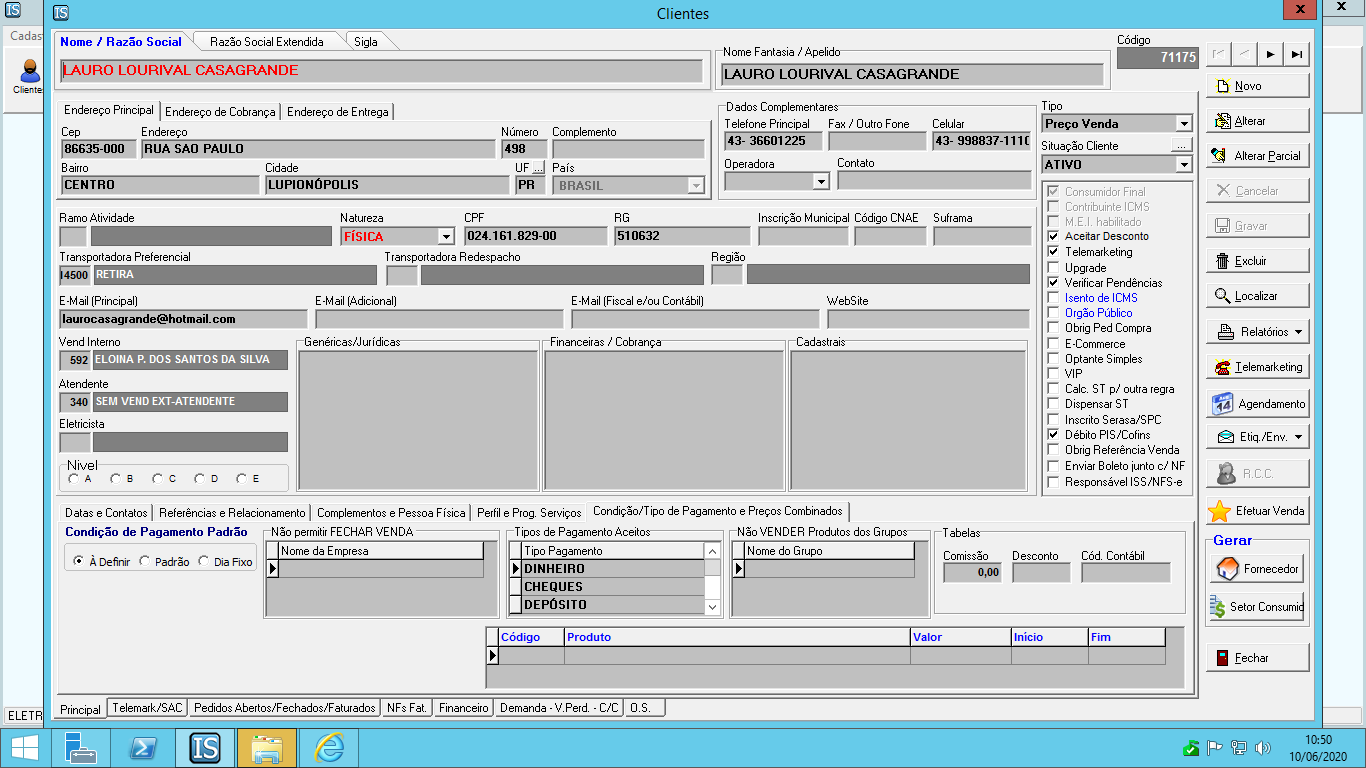 Clientes
Cadast
Nome / Razão Social
Razão Social Extendida
Sigla
LAURO LOURIVAL CASAGRANDE
Nome Fantasia / Apelido
LAURO LOURIVAL CASAGRANDE
Código
71175
Cliente
Endereço Principal
Endereço de Cobrança
Endereço de Entrega
Cep
Endereço
Número
Complemento
86635-000
RUA SAO PAULO
498
Bairro
Cidade
UF
...
País
CENTRO
LUPIONÓPOLIS
PR
BRASIL
Dados Complementares
Telefone Principal
Fax / Outro Fone
Celular
43- 36601225
43- 998837-1110
Operadora
Contato
Tipo
Preço Venda
Situação Cliente
...
ATIVO
Ramo Atividade
Natureza
CPF
RG
Inscrição Municipal
Código CNAE
Suframa
FÍSICA
024.161.829-00
510632
Transportadora Preferencial
Transportadora Redespacho
Região
14500
RETIRA
E-Mail (Principal)
E-Mail (Adicional)
E-Mail (Fiscal e/ou Contábil)
WebSite
laurocasagrande@hotmail.com
Vend Interno
592
ELOINA P. DOS SANTOS DA SILVA
Atendente
340
SEM VEND EXT-ATENDENTE
Eletricista
Nivel
A
B
C
D
E
Genéricas/Jurídicas
Financeiras / Cobrança
Cadastrais
Consumidor Final
Contribuinte ICMS
M.E.I. habilitado
Aceitar Desconto
Telemarketing
Upgrade
Verificar Pendências
Isento de ICMS
Orgão Público
Obrig Ped Compra
E-Commerce
Optante Simples
VIP
Calc. ST p/ outra regra
Dispensar ST
Inscrito Serasa/SPC
Débito PIS/Cofins
Obrig Referência Venda
Enviar Boleto junto c/ NF
Responsável ISS/NFS-e
Novo
Alterar
Alterar Parcial
Cancelar
Gravar
Excluir
Localizar
Relatórios
Telemarketing
14
Agendamento
Etiq./Env.
R.C.C.
Efetuar Venda
Gerar
Fornecedor
Setor Consumid
Fechar
Datas e Contatos
Referências e Relacionamento
Complementos e Pessoa Física
Perfil e Prog. Serviços
Condição/Tipo de Pagamento e Preços Combinados
Condição de Pagamento Padrão
À Definir
Padrão
Dia Fixo
Não permitir FECHAR VENDA
Nome da Empresa
Tipos de Pagamento Aceitos
Tipo Pagamento
DINHEIRO
CHEQUES
DEPÓSITO
Não VENDER Produtos dos Grupos
Nome do Grupo
Tabelas
Comissão
Desconto
Cód. Contábil
0,00
Código
Produto
Valor
Início
Fim
Principal
Telemark/SAC
Pedidos Abertos/Fechados/Faturados
NFs Fat.
Financeiro
Demanda - V.Perd. - C/C
O.S.
ELETR
IS
10:50
10/06/2020